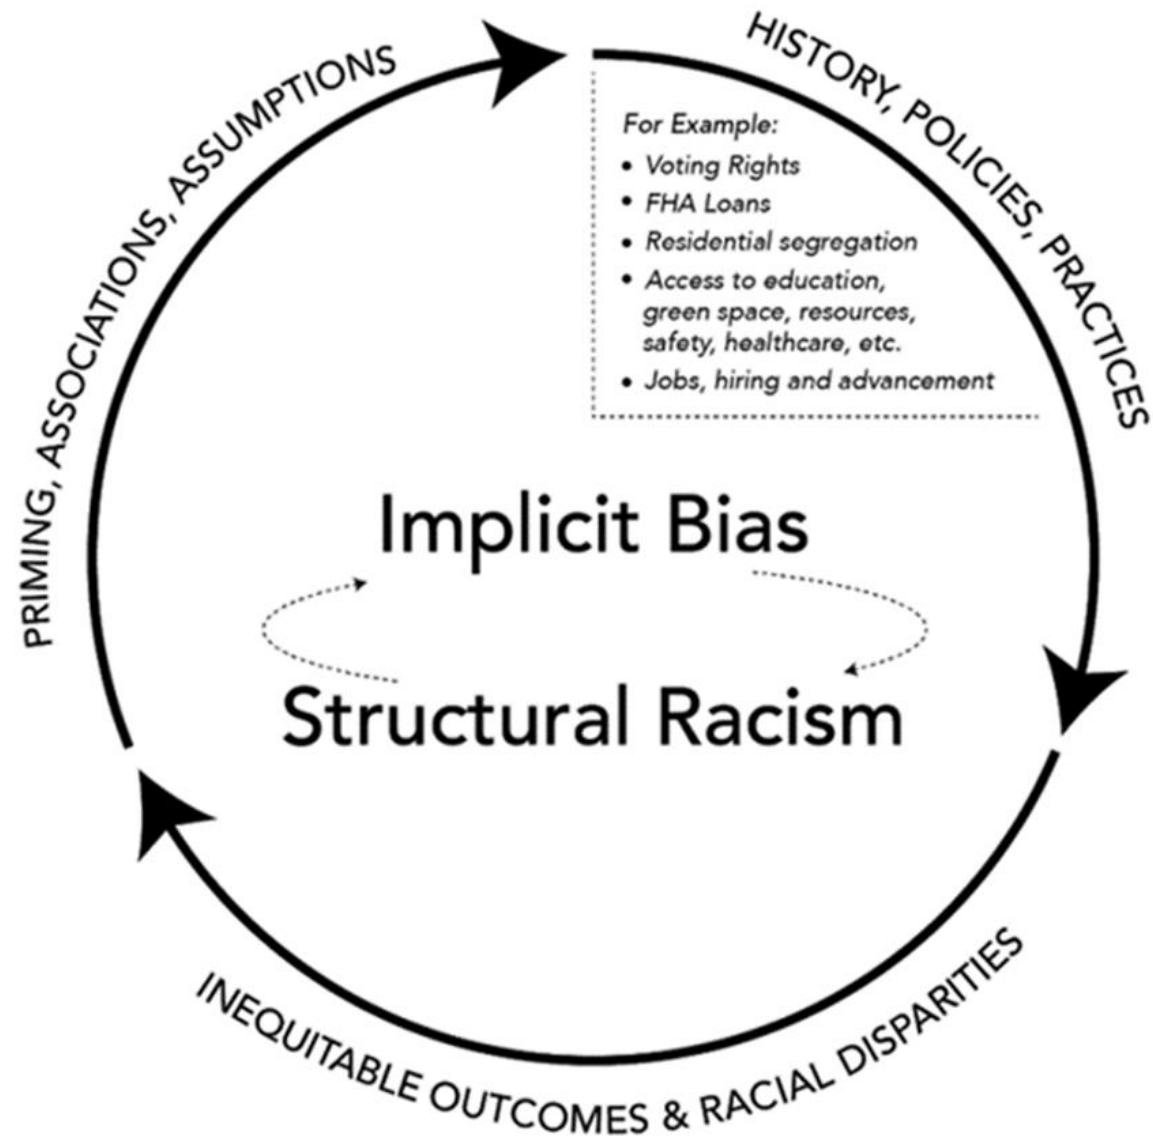 PRIMING, ASSOCIATIONS, ASSUMPTIONS
HISTORY, POLICIES, PRACTICES
For Example:
• Voting Rights
• FHA Loans
• Residential segregation
• Access to education,
green space, resources,
safety, healthcare, etc.
• Jobs, hiring and advancement
Implicit Bias
Structural Racism
INEQUITABLE OUTCOMES & RACIAL DISPARITIES